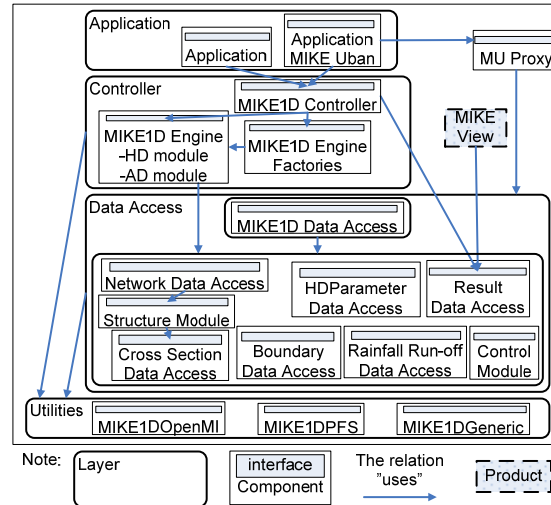 Application
Application
Application
MIKE Uban
MU Proxy
Controller
MIKE1D Controller
MIKE
View
MIKE1D Engine
-HD module
-AD module
MIKE1D Engine
Factories
Data Access
MIKE1D Data Access
Network Data Access
HDParameter
Data Access
Result
Data Access
Structure Module
Cross Section
Data Access
Boundary
Data Access
Rainfall Run-off
Data Access
Control
Module
Utilities
MIKE1DOpenMI
MIKE1DPFS
MIKE1DGeneric
Note:
Layer
interface
Component
The relation
"uses"
Product